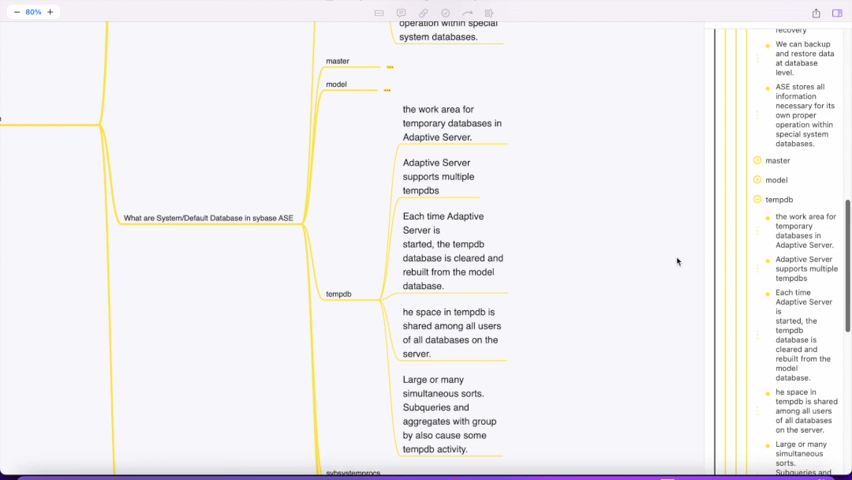 80%
operation within special
system databases.
master
model
the work area for
temporary databases in
Adaptive Server.
Adaptive Server
supports multiple
tempdbs
Each time Adaptive
Server is
started, the tempdb
database is cleared and
rebuilt from the model
database.
What are System/Default Database in sybase ASE
tempdb
he space in tempdb is
shared among all users
of all databases on the
server.
Large or many
simultaneous sorts.
Subqueries and
aggregates with group
by also cause some
tempdb activity.
sybsystemprocs
recovery
We can backup
and restore data
at database
level.
ASE stores all
information
necessary for its
own proper
operation within
special system
databases.
master
model
tempdb
the work area for
temporary
databases in
Adaptive Server.
Adaptive Server
supports multiple
tempdbs
Each time
Adaptive Server
is
started, the
tempdb
database is
cleared and
rebuilt from the
model
database.
he space in
tempdb is shared
among all users
of all databases
on the server.
Large or many
simultaneous
sorts.
Subqueries and